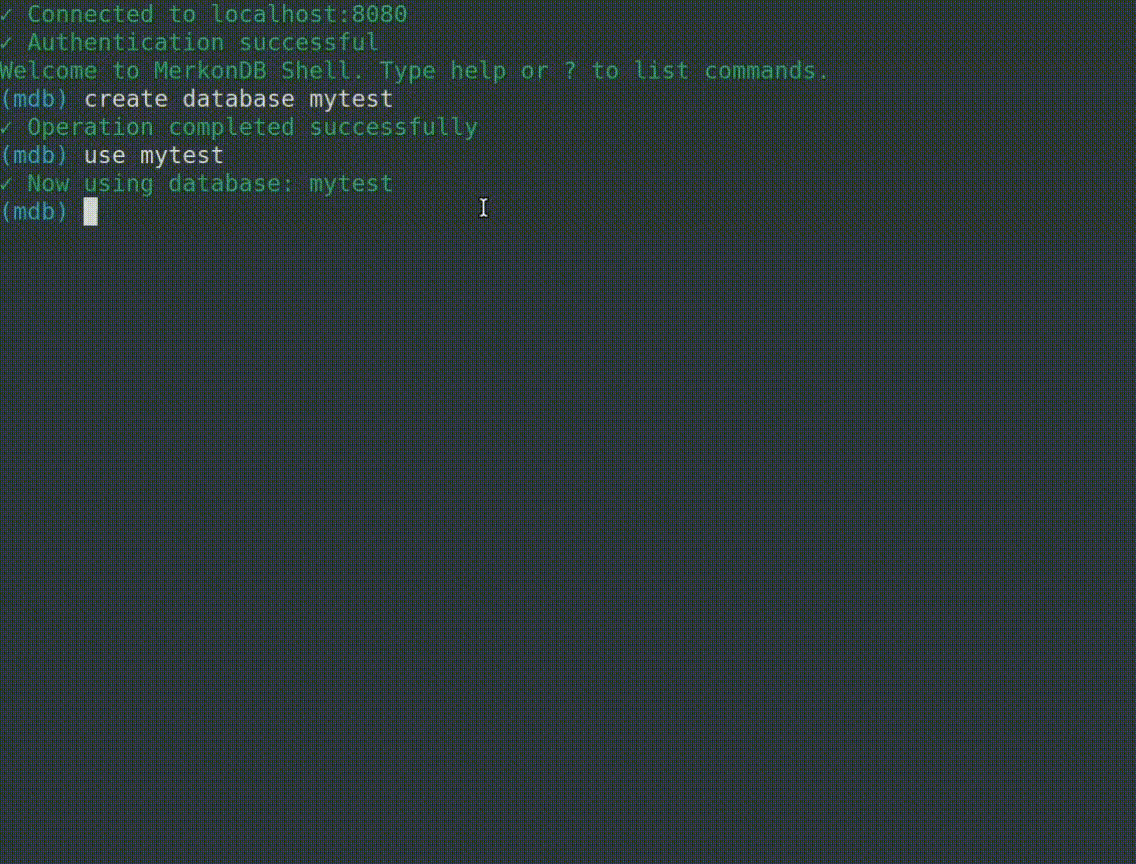 ✓ Connected to localhost:8080
✓ Authentication successful
Welcome to MerkonDB Shell. Type help or ? to list commands.
(mdb) create database mytest
✓ Operation completed successfully
(mdb) use mytest
✓ Now using database: mytest
(mdb)